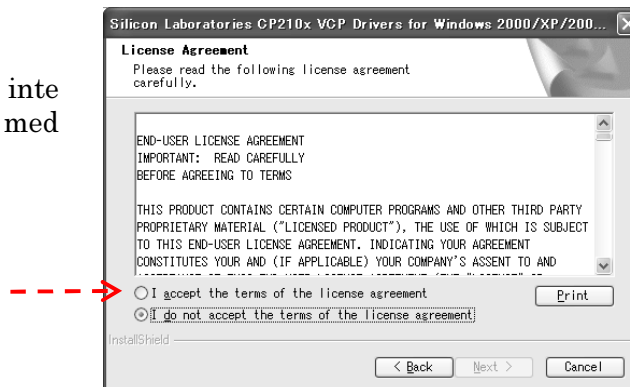 Silicon Laboratories CP210x VCP Drivers for Windows 2000/XP/200...
License Agreement
Please read the following license agreement
carefully.
inte
med
END-USER LICENSE AGREEMENT
IMPORTANT: READ CAREFULLY
BEFORE AGREEING TO TERMS
THIS PRODUCT CONTAINS CERTAIN COMPUTER PROGRAMS AND OTHER THIRD PARTY
PROPRIETARY MATERIAL ("LICENSED PRODUCT"), THE USE OF WHICH IS SUBJECT
TO THIS END-USER LICENSE AGREEMENT. INDICATING YOUR AGREEMENT
CONSTITUTES YOUR AND (IF APPLICABLE) YOUR COMPANY'S ASSENT TO AND
I accept the terms of the license agreement
Print
I do not accept the terms of the license agreement
InstallShield
< Back
Next >
Cancel